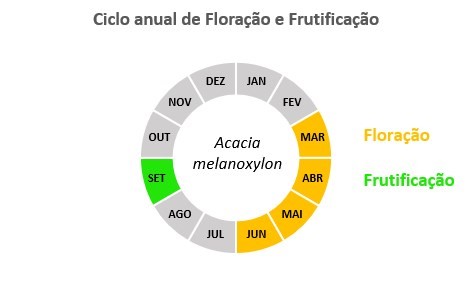 Ciclo anual de Floração e Frutificação
DEZ
JAN
NOV
FEV
OUT
MAR
Acacia
melanoxylon
Floração
SET
ABR
Frutificação
AGO
MAI
JUL
JUN